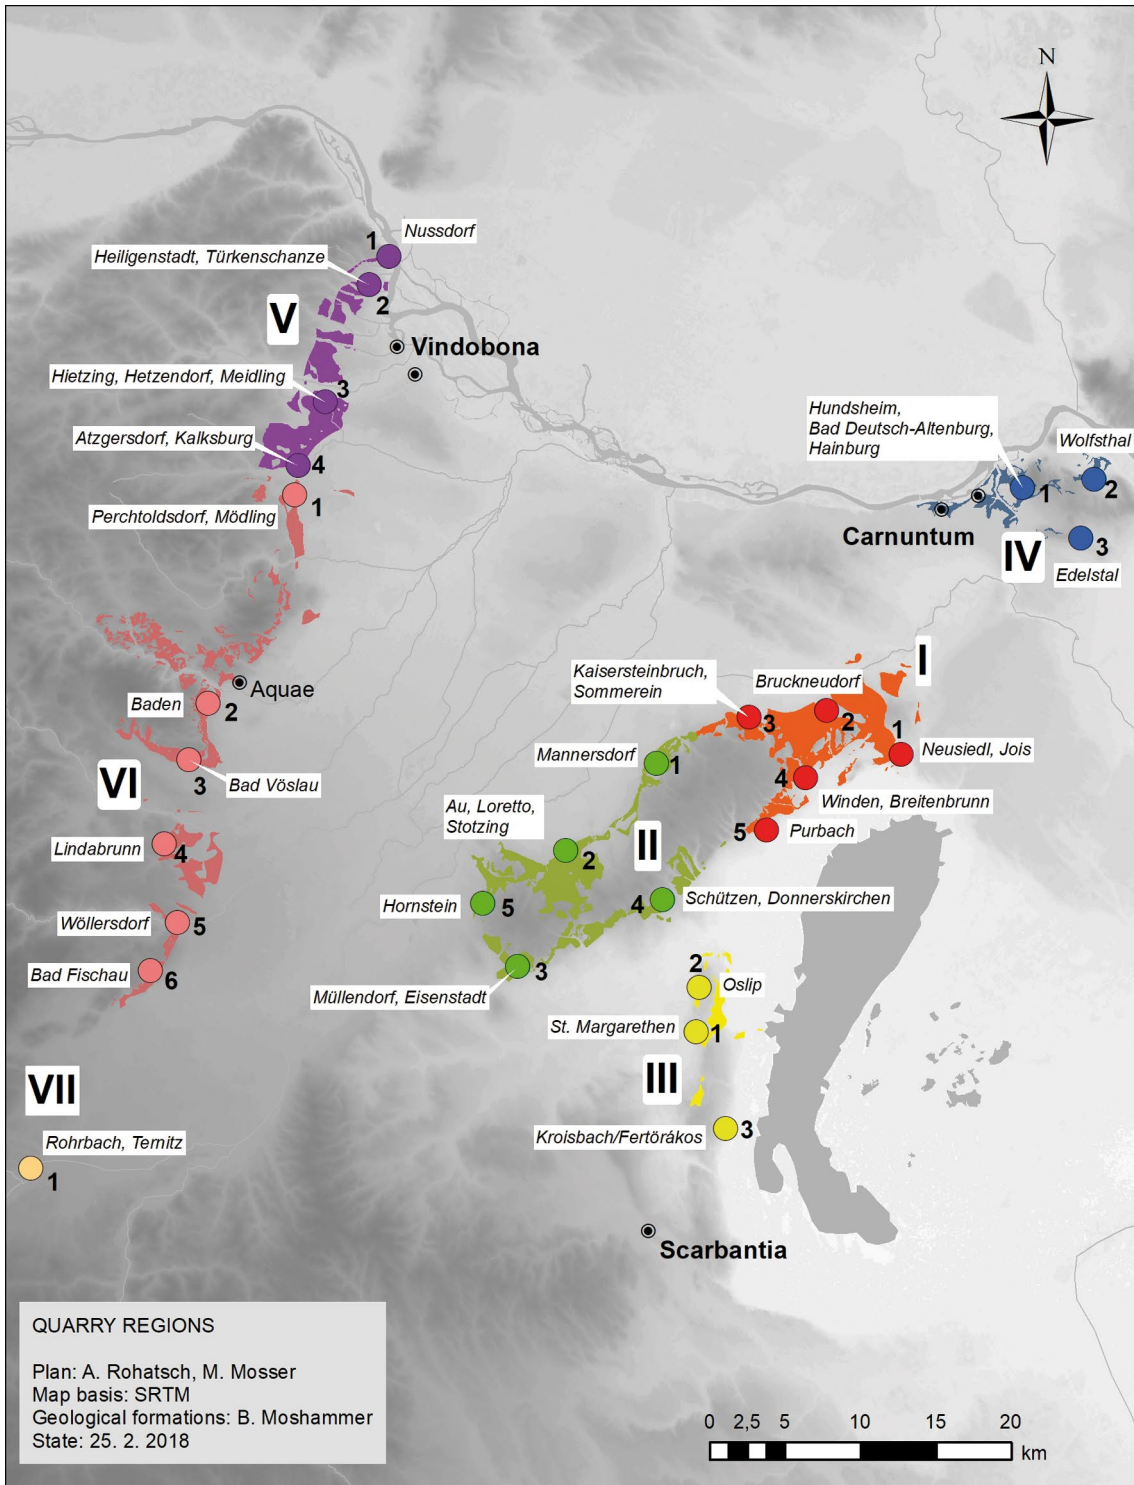 N
1
Nussdorf
Heiligenstadt, Türkenschanze
2
V
Vindobona
Hietzing, Hetzendorf, Meidling
3
Atzgersdorf, Kalksburg
4
1
Perchtoldsdorf, Mödling
Hundsheim,
Bad Deutsch-Altenburg,
Hainburg
Wolfsthal
1
2
Carnuntum
IV
3
Edelstal
Aquae
Baden
2
VI
3
Bad Vöslau
Lindabrunn
4
Wöllersdorf
5
Bad Fischau
6
I
Kaisersteinbruch,
Sommerein
3
Bruckneudorf
2
1
Neusiedl, Jois
4
Winden, Breitenbrunn
5
Purbach
Mannersdorf
1
Au, Loretto,
Stotzing
2
II
Hornstein
5
4
Schützen, Donnerskirchen
3
Müllendorf, Eisenstadt
2
Oslip
St. Margarethen
1
III
Kroisbach/Fertörákos
3
VII
Rohrbach, Ternitz
1
Scarbantia
QUARRY REGIONS
Plan: A. Rohatsch, M. Mosser
Map basis: SRTM
Geological formations: B. Moshammer
State: 25. 2. 2018
0 2,5 5 10 15 20
km